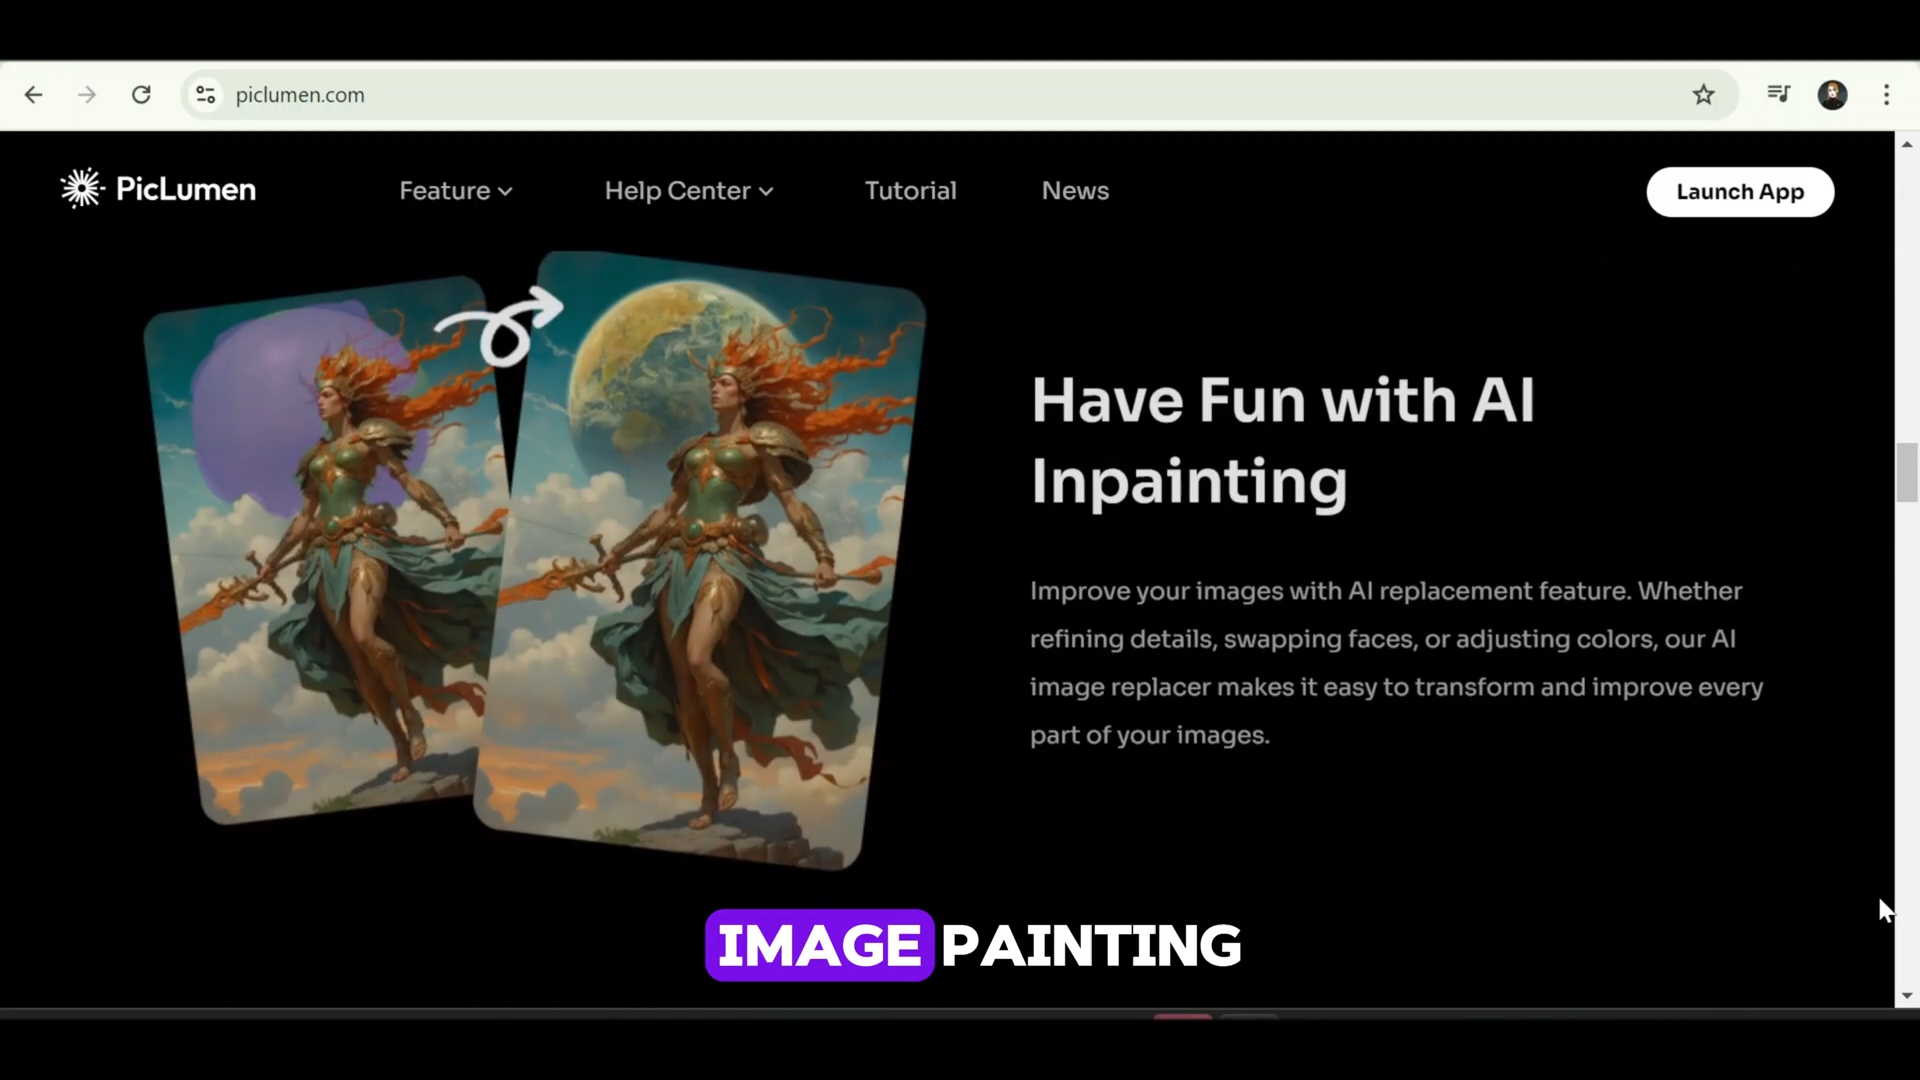 piclumen.com
PicLumen
Feature
Help Center
Tutorial
News
Launch App
Have Fun with AI
Inpainting
Improve your images with AI replacement feature. Whether
refining details, swapping faces, or adjusting colors, our AI
image replacer makes it easy to transform and improve every
part of your images.
IMAGE PAINTING